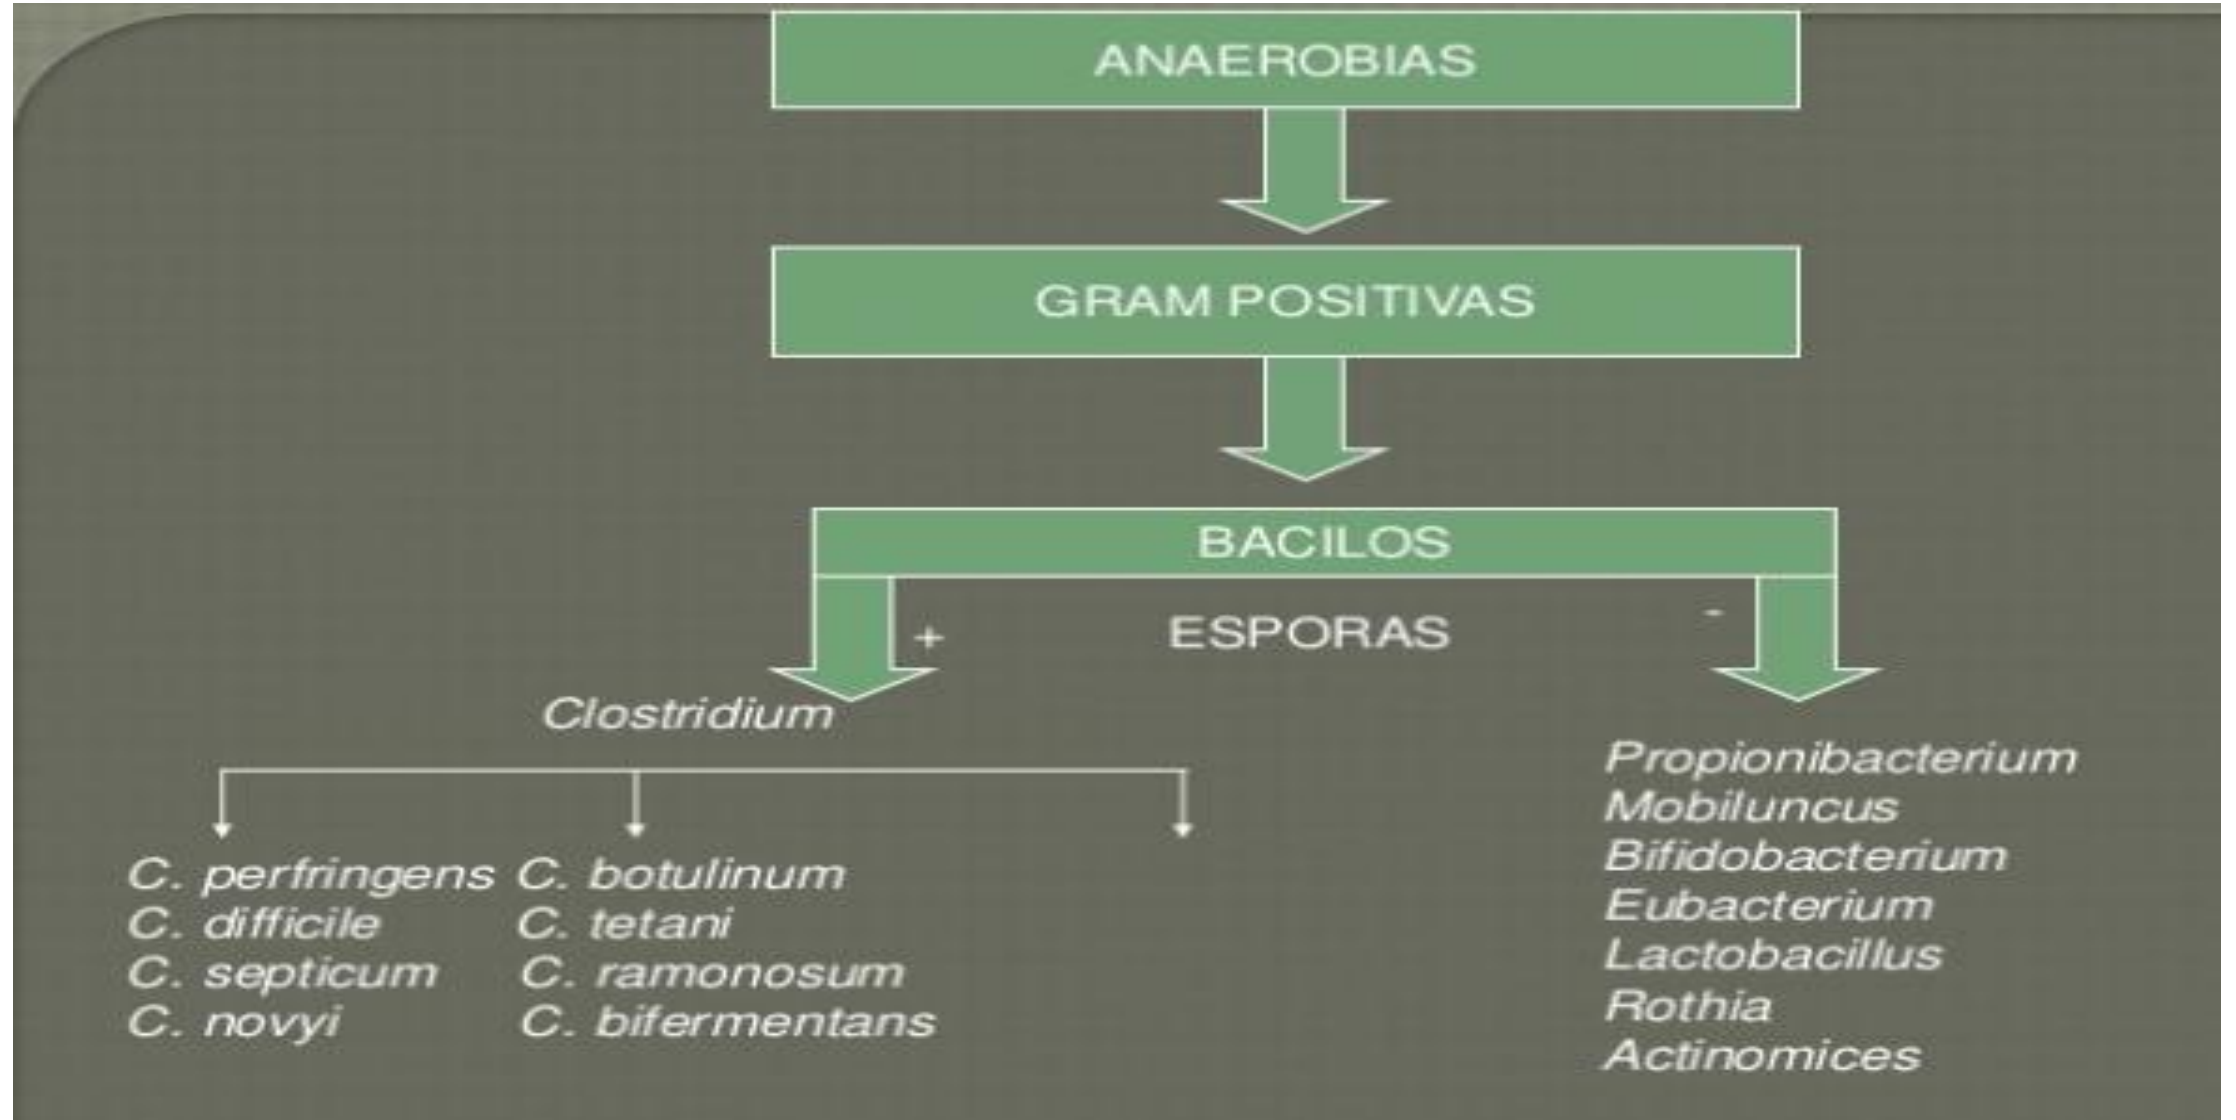 ANAEROBIAS
GRAM POSITIVAS
BACILOS
+ ESPORAS -
Clostridium
C. perfringens
C. difficile
C. septicum
C. novyi
C. botulinum
C. tetani
C. ramonosum
C. bifermentans
Propionibacterium
Mobiluncus
Bifidobacterium
Eubacterium
Lactobacillus
Rothia
Actinomices